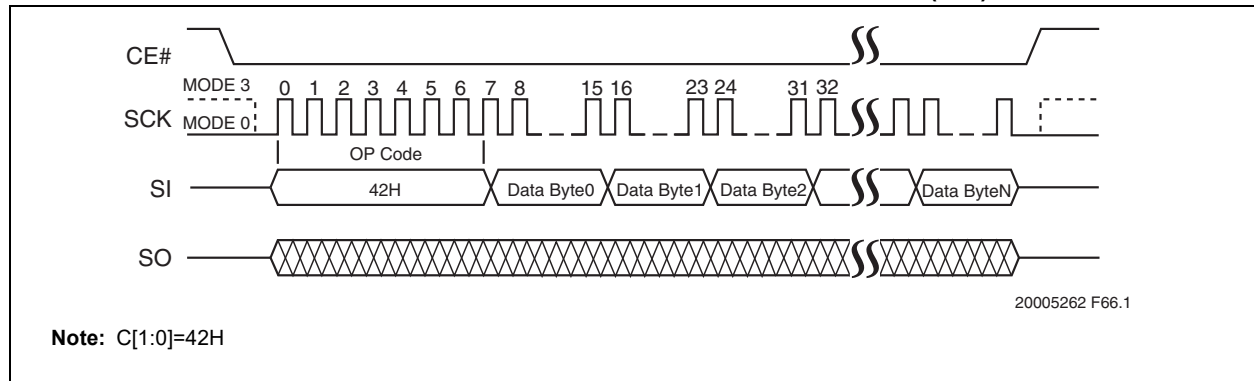 CE#
MODE 3
0 1 2 3 4 5 6 7 8 15 16 23 24 31 32
SCK
MODE 0
OP Code
SI
42H Data Byte0 Data Byte1 Data Byte2 Data ByteN
SO
20005262 F66.1
Note: C[1:0]=42H